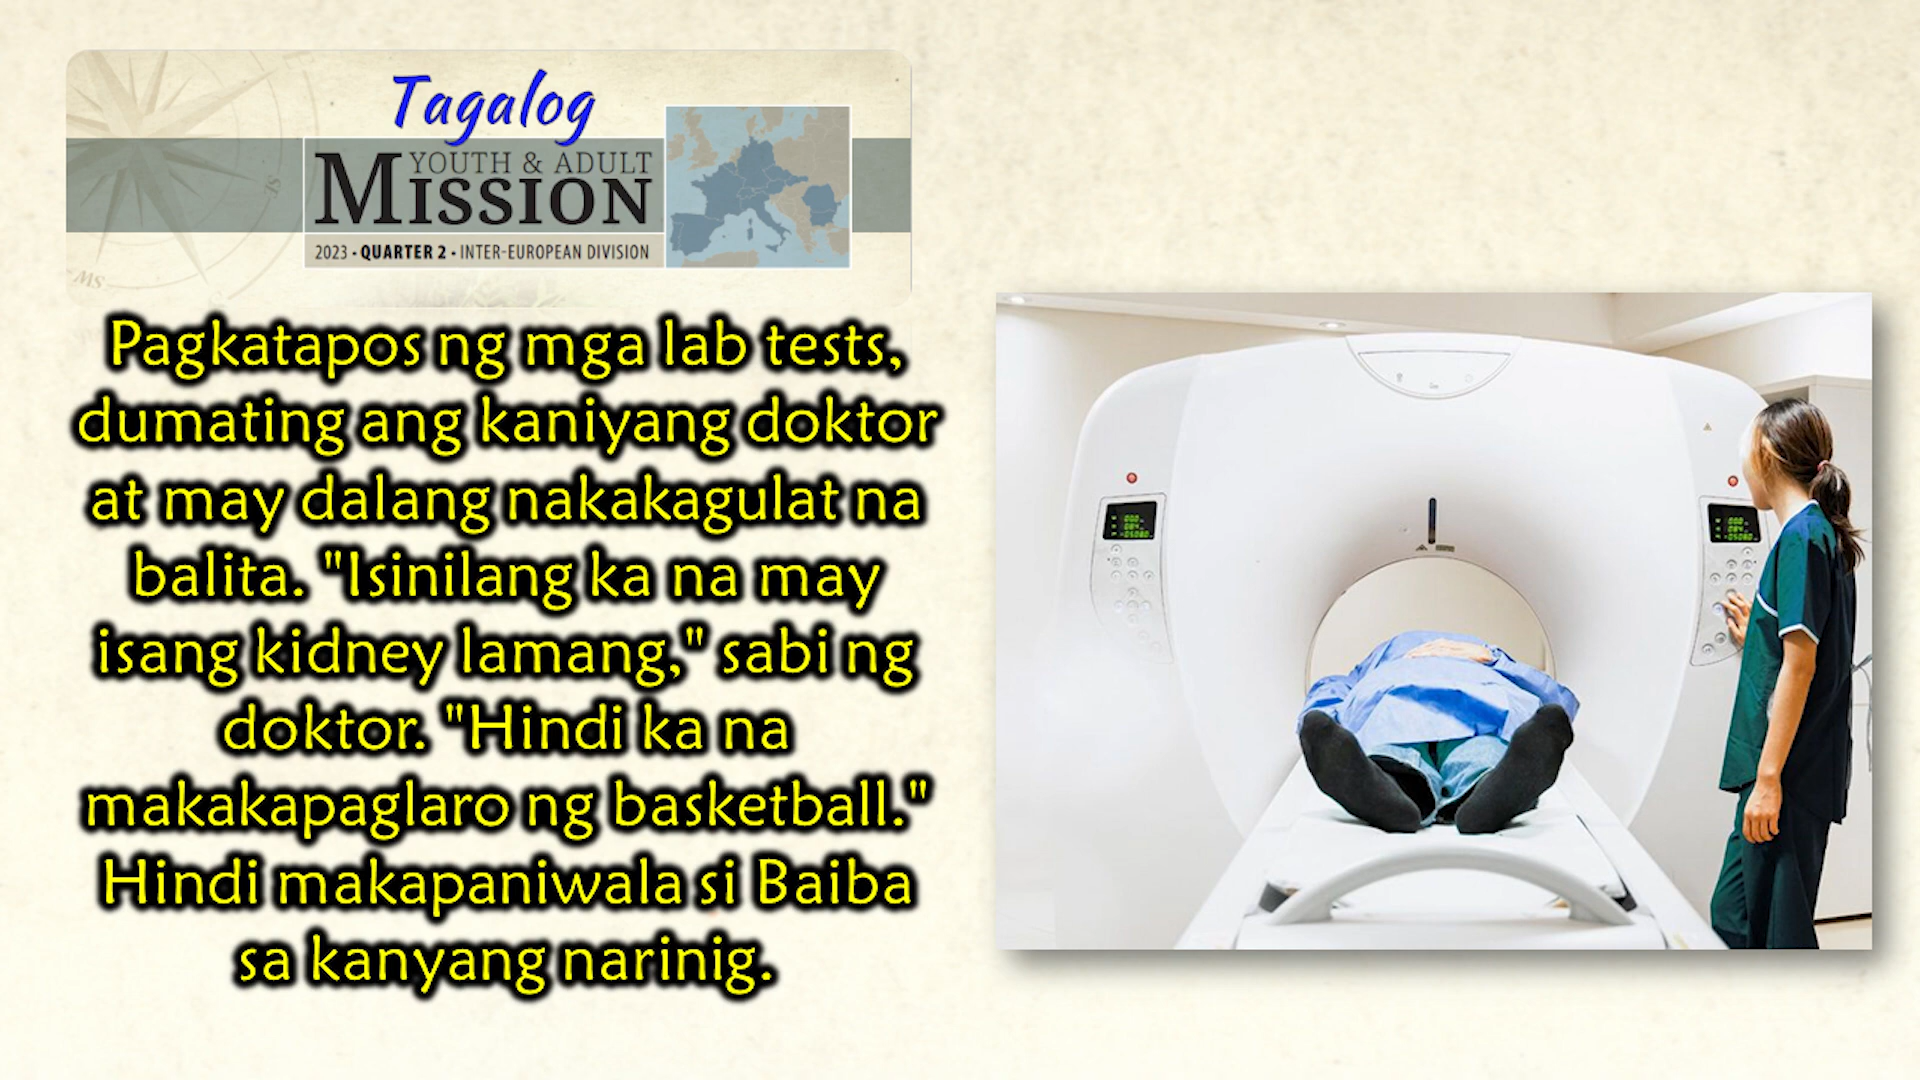 Tagalog
YOUTH & ADULT
MISSION
2023 • QUARTER 2 • INTER-EUROPEAN DIVISION
Pagkatapos ng mga lab tests,
dumating ang kaniyang doktor
at may dalang nakakagulat na
balita. "Isinilang ka na may
isang kidney lamang," sabi ng
doktor. "Hindi ka na
makakapaglaro ng basketball."
Hindi makapaniwala si Baiba
sa kanyang narinig.